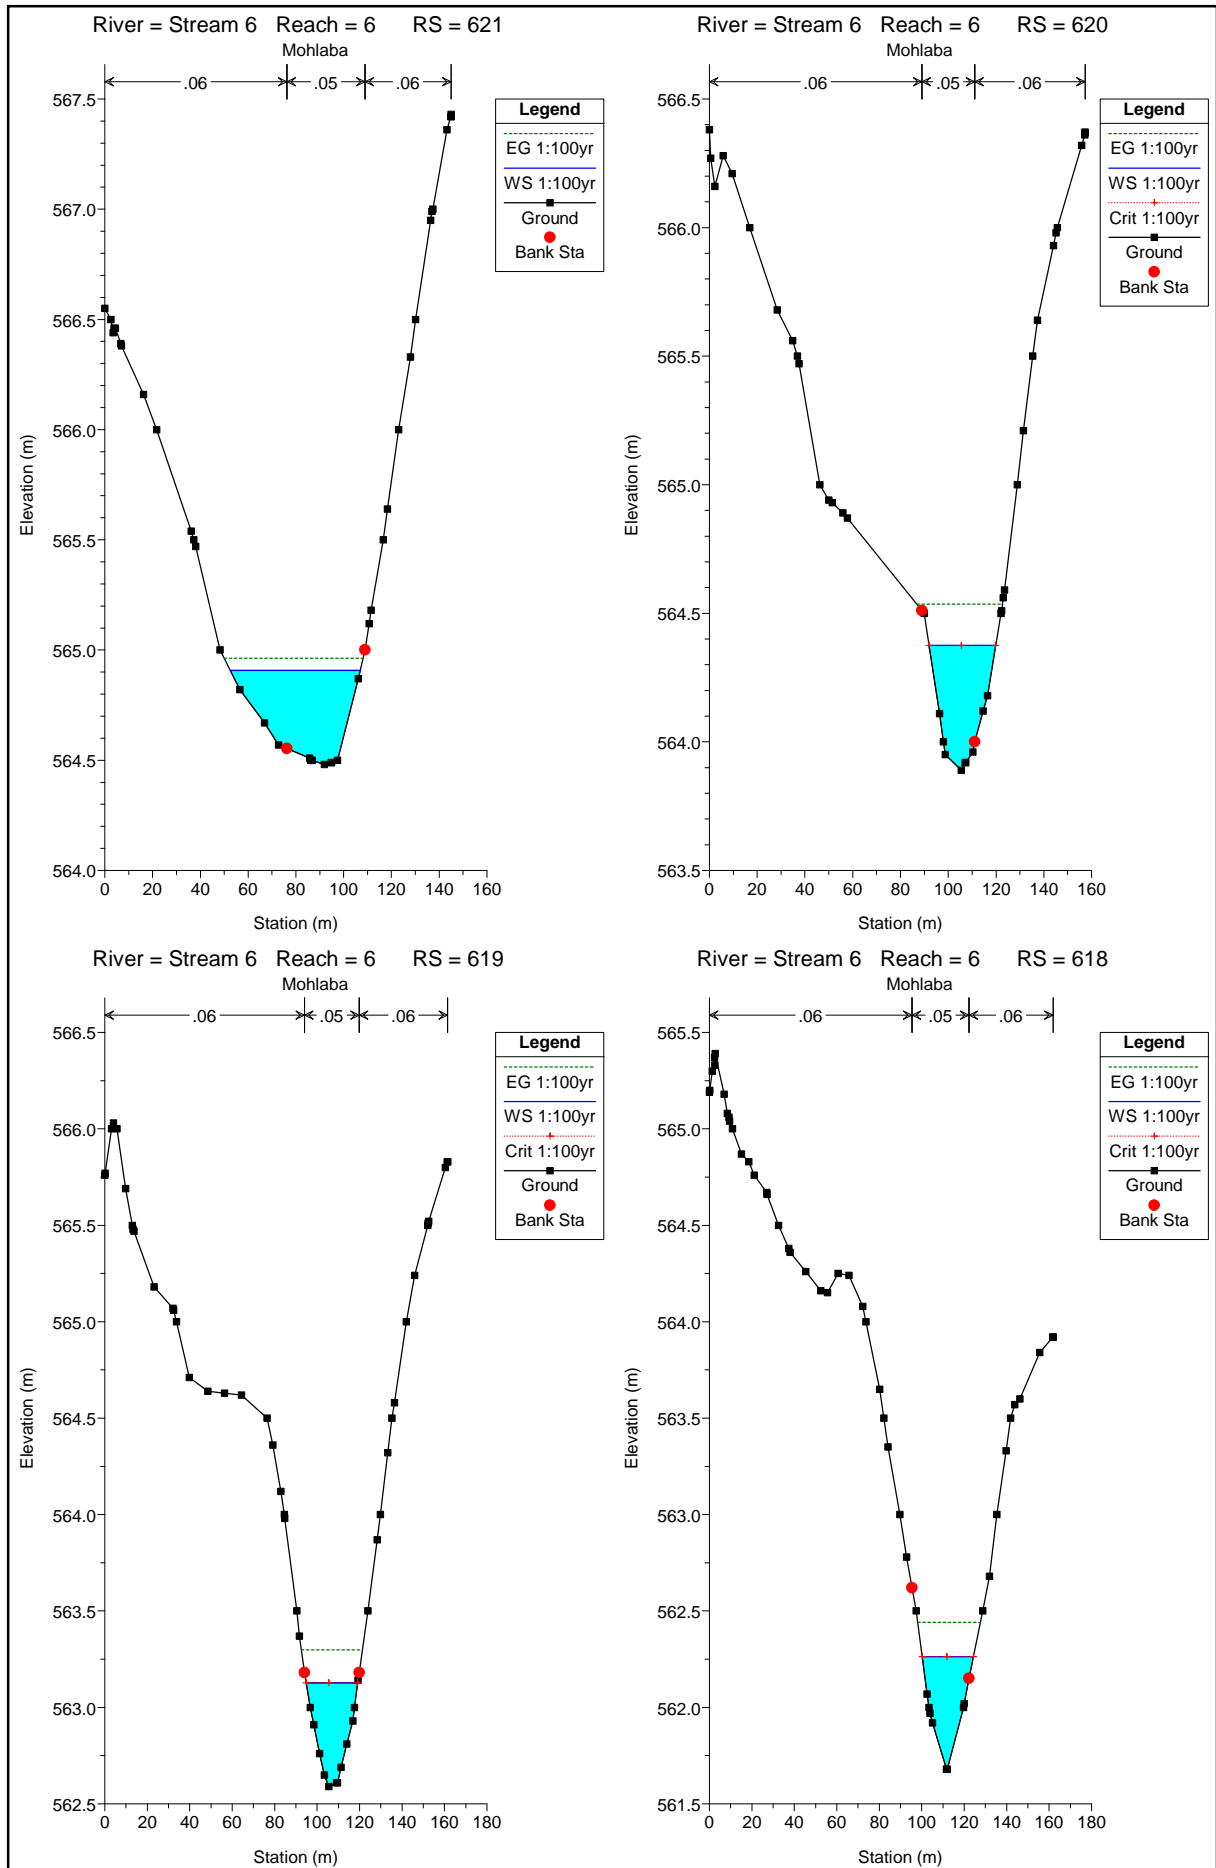 River = Stream 6 Reach = 6 RS = 621
Mohlaba
.06 .05 .06
Legend
EG 1:100yr
WS 1:100yr
Ground
Bank Sta
567.5
567.0
566.5
566.0
565.5
565.0
564.5
564.0
Elevation (m)
0 20 40 60 80 100 120 140 160
Station (m)
River = Stream 6 Reach = 6 RS = 620
Mohlaba
.06 .05 .06
Legend
EG 1:100yr
WS 1:100yr
Crit 1:100yr
Ground
Bank Sta
566.5
566.0
565.5
565.0
564.5
564.0
563.5
Elevation (m)
0 20 40 60 80 100 120 140 160
Station (m)
River = Stream 6 Reach = 6 RS = 619
Mohlaba
.06 .05 .06
Legend
EG 1:100yr
WS 1:100yr
Crit 1:100yr
Ground
Bank Sta
566.5
566.0
565.5
565.0
564.5
564.0
563.5
563.0
562.5
Elevation (m)
0 20 40 60 80 100 120 140 160 180
Station (m)
River = Stream 6 Reach = 6 RS = 618
Mohlaba
.06 .05 .06
Legend
EG 1:100yr
WS 1:100yr
Crit 1:100yr
Ground
Bank Sta
565.5
565.0
564.5
564.0
563.5
563.0
562.5
562.0
561.5
Elevation (m)
0 20 40 60 80 100 120 140 160 180
Station (m)